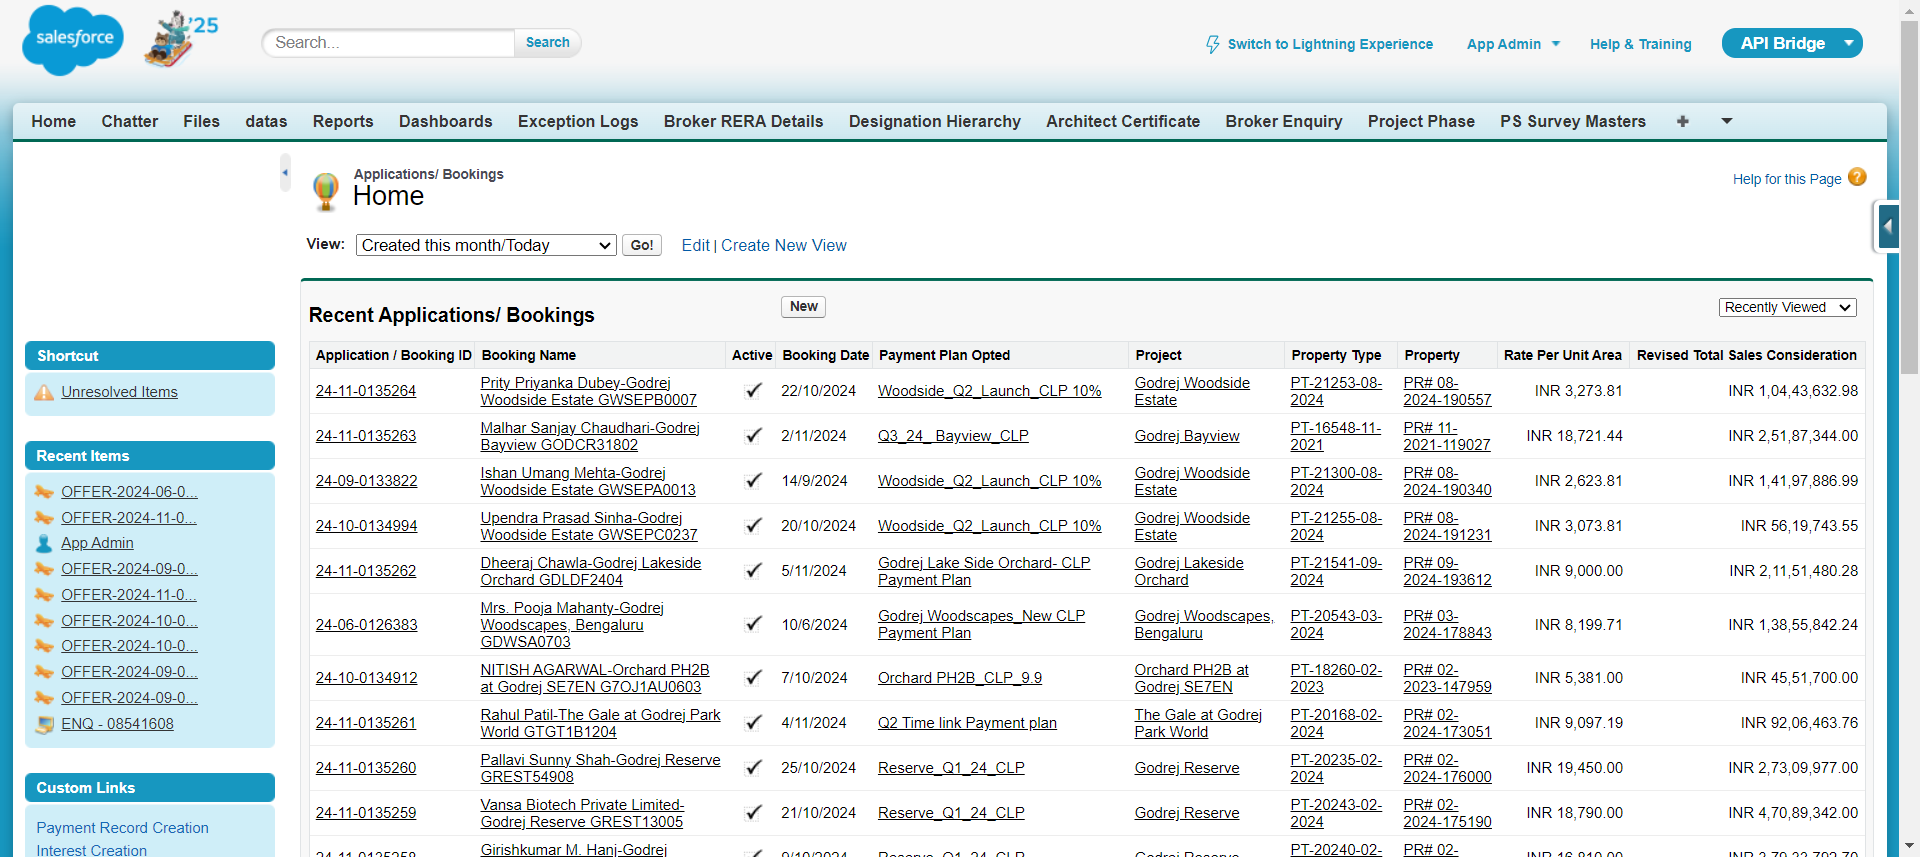 salesforce
'25
Search...
Search
Switch to Lightning Experience
App Admin
Help & Training
API Bridge
Home Chatter Files datas Reports Dashboards Exception Logs Broker RERA Details Designation Hierarchy Architect Certificate Broker Enquiry Project Phase PS Survey Masters
Applications/ Bookings
Home
Help for this Page
View: Created this month/Today Go! Edit | Create New View
Shortcut
Unresolved Items
Recent Items
OFFER-2024-06-0...
OFFER-2024-11-0...
App Admin
OFFER-2024-09-0...
OFFER-2024-11-0...
OFFER-2024-10-0...
OFFER-2024-10-0...
OFFER-2024-09-0...
OFFER-2024-09-0...
ENQ - 08541608
Custom Links
Payment Record Creation
Interest Creation
Recent Applications/ Bookings
New
Recently Viewed
Application / Booking ID Booking Name Active Booking Date Payment Plan Opted Project Property Type Property Rate Per Unit Area Revised Total Sales Consideration
Prity Priyanka Dubey-Godrej Godrej Woodside PT-21253-08- PR# 08-
24-11-0135264 22/10/2024 Woodside_Q2_Launch_CLP 10% INR 3,273.81 INR 1,04,43,632.98
Woodside Estate GWSEPB0007 Estate 2024 2024-190557
Malhar Sanjay Chaudhari-Godrej PT-16548-11- PR# 11-
24-11-0135263 2/11/2024 Q3_24_ Bayview_CLP Godrej Bayview INR 18,721.44 INR 2,51,87,344.00
Bayview GODCR31802 2021 2021-119027
Ishan Umang Mehta-Godrej Godrej Woodside PT-21300-08- PR# 08-
24-09-0133822 14/9/2024 Woodside_Q2_Launch_CLP 10% INR 2,623.81 INR 1,41,97,886.99
Woodside Estate GWSEPA0013 Estate 2024 2024-190340
Upendra Prasad Sinha-Godrej Godrej Woodside PT-21255-08- PR# 08-
24-10-0134994 20/10/2024 Woodside_Q2_Launch_CLP 10% INR 3,073.81 INR 56,19,743.55
Woodside Estate GWSEPC0237 Estate 2024 2024-191231
Dheeraj Chawla-Godrej Lakeside Godrej Lake Side Orchard- CLP Godrej Lakeside PT-21541-09- PR# 09-
24-11-0135262 5/11/2024 INR 9,000.00 INR 2,11,51,480.28
Orchard GDLDF2404 Payment Plan Orchard 2024 2024-193612
Mrs. Pooja Mahanty-Godrej Godrej Woodscapes_New CLP Godrej Woodscapes, PT-20543-03- PR# 03-
24-06-0126383 Woodscapes, Bengaluru 10/6/2024 INR 8,199.71 INR 1,38,55,842.24
GDWSA0703 Payment Plan Bengaluru 2024 2024-178843
NITISH AGARWAL-Orchard PH2B Orchard PH2B at PT-18260-02- PR# 02-
24-10-0134912 7/10/2024 Orchard PH2B_CLP_9.9 INR 5,381.00 INR 45,51,700.00
at Godrej SE7EN G7OJ1AU0603 Godrej SE7EN 2023 2023-147959
Rahul Patil-The Gale at Godrej Park The Gale at Godrej PT-20168-02- PR# 02-
24-11-0135261 4/11/2024 Q2 Time link Payment plan INR 9,097.19 INR 92,06,463.76
World GTGT1B1204 Park World 2024 2024-173051
Pallavi Sunny Shah-Godrej Reserve PT-20235-02- PR# 02-
24-11-0135260 25/10/2024 Reserve_Q1_24_CLP Godrej Reserve INR 19,450.00 INR 2,73,09,977.00
GREST54908 2024 2024-176000
Vansa Biotech Private Limited- PT-20243-02- PR# 02-
24-11-0135259 21/10/2024 Reserve_Q1_24_CLP Godrej Reserve INR 18,790.00 INR 4,70,89,342.00
Godrej Reserve GREST13005 2024 2024-175190
Girishkumar M. Hanj-Godrej PT-20240-02- PR# 02-